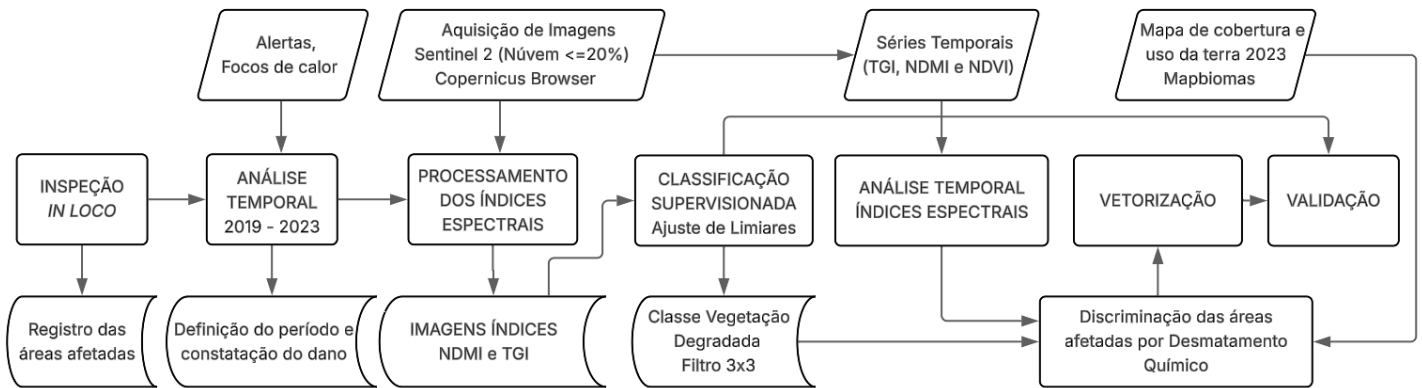 Alertas,
Focos de calor
Aquisição de Imagens
Sentinel 2 (Núvem <=20%)
Copernicus Browser
Séries Temporais
(TGI, NDMI e NDVI)
Mapa de cobertura e
uso da terra 2023
Mapbiomas
INSPEÇÃO
IN LOCO
ANÁLISE
TEMPORAL
2019 - 2023
PROCESSAMENTO
DOS ÍNDICES
ESPECTRAIS
CLASSIFICAÇÃO
SUPERVISIONADA
Ajuste de Limiares
ANÁLISE TEMPORAL
ÍNDICES ESPECTRAIS
VETORIZAÇÃO
VALIDAÇÃO
Registro das
áreas afetadas
Definição do período e
constatação do dano
IMAGENS ÍNDICES
NDMI e TGI
Classe Vegetação
Degradada
Filtro 3x3
Discriminação das áreas
afetadas por Desmatamento
Químico